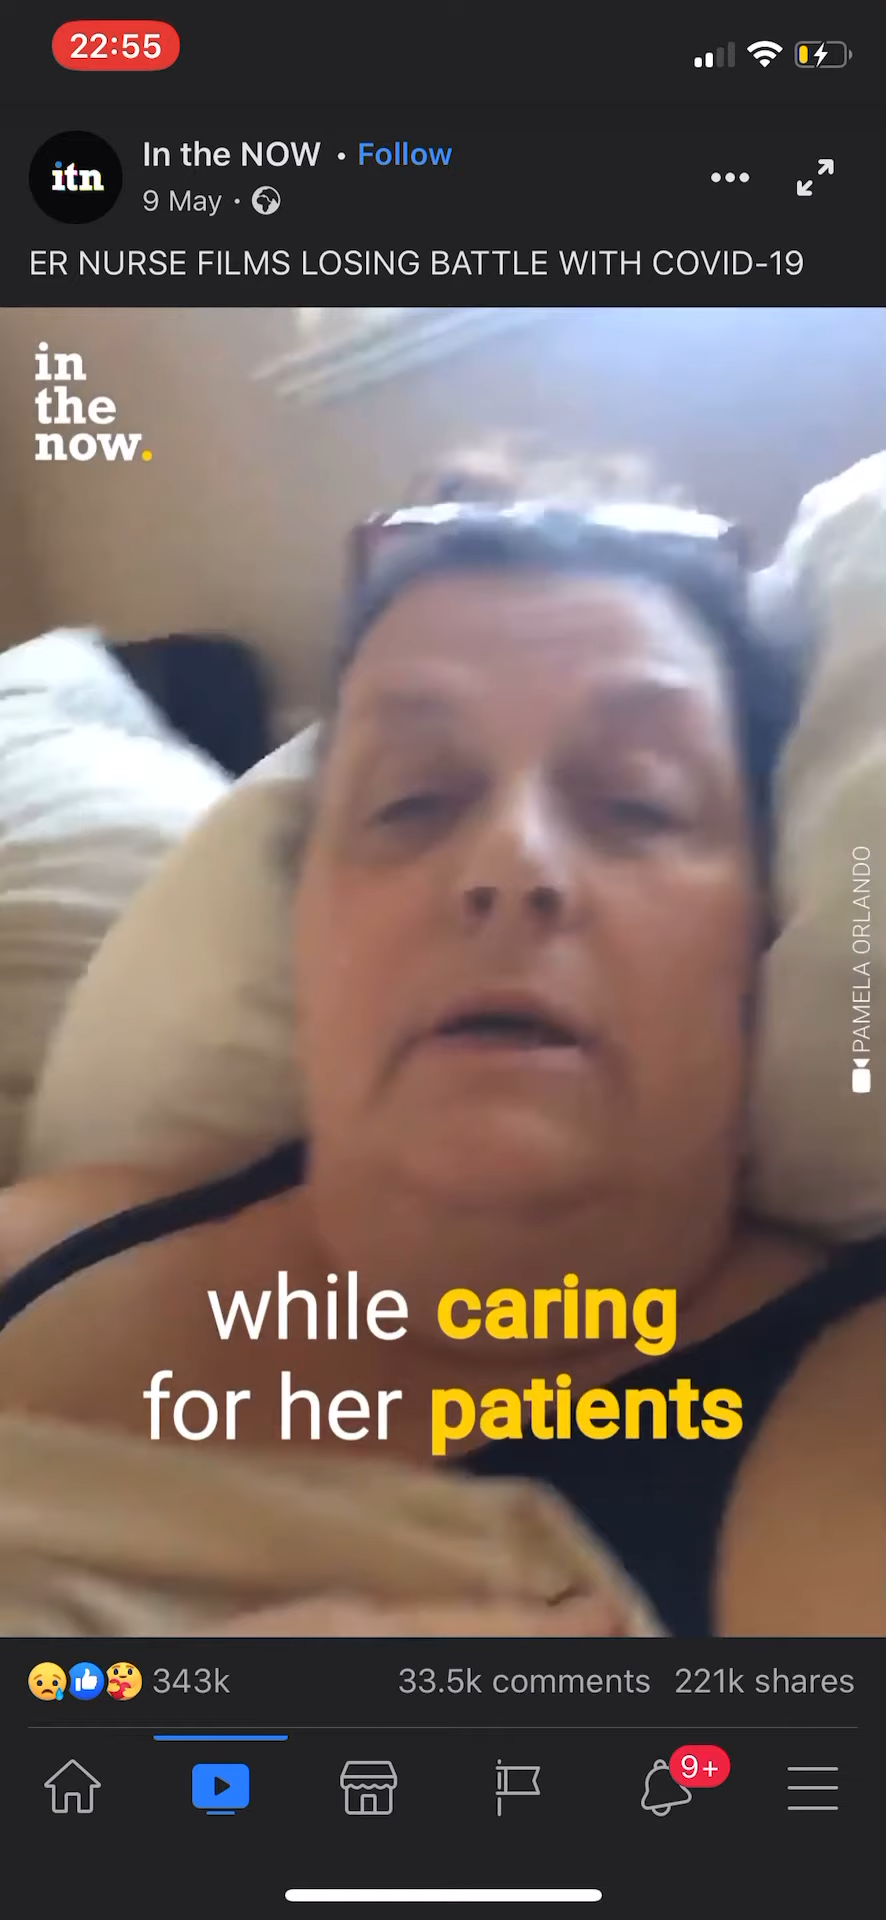 22:55
itn
In the NOW • Follow
9 May •
ER NURSE FILMS LOSING BATTLE WITH COVID-19
in
the
now.
PAMELA ORLANDO
while caring
for her patients
343k 33.5k comments 221k shares
9+